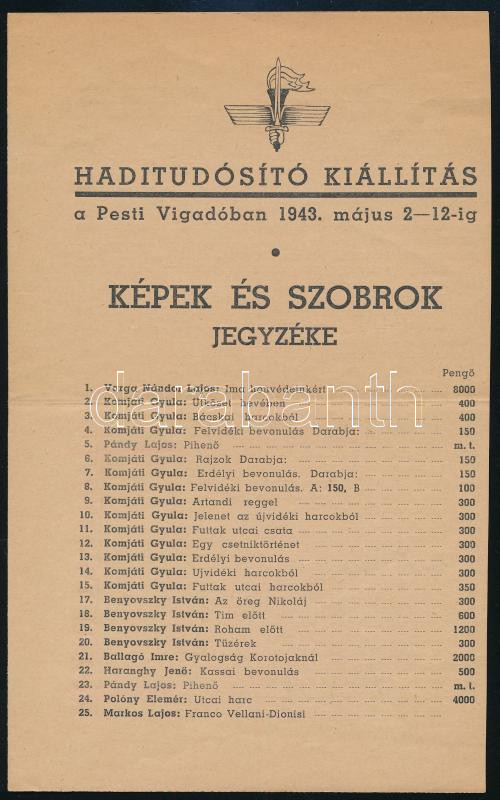 HADITUDÓSÍTÓ KIÁLLÍTÁS
a Pesti Vigadóban 1943. május 2—12-ig
•
KÉPEK ÉS SZOBROK
JEGYZÉKE
Pengő
1. Varga Nándor Lajos: Ima honvédeinkért 8000
2. Komjáti Gyula: Ütközet hevében 400
3. Komjáti Gyula: Bácskai harcokból 400
4. Komjáti Gyula: Felvidéki bevonulás Darabja: 150
5. Pándy Lajos: Pihenő m. t.
6. Komjáti Gyula: Rajzok Darabja: 150
7. Komjáti Gyula: Erdélyi bevonulás. Darabja: 150
8. Komjáti Gyula: Felvidéki bevonulás. A: 150, B 100
9. Komjáti Gyula: Artandi reggel 300
10. Komjáti Gyula: Jelenet az újvidéki harcokból 300
11. Komjáti Gyula: Futtak utcai csata 300
12. Komjáti Gyula: Egy csetniktörténet 300
13. Komjáti Gyula: Erdélyi bevonulás 300
14. Komjáti Gyula: Ujvidéki harcokból 300
15. Komjáti Gyula: Futtak utcai harcokból 350
17. Benyovszky István: Az öreg Nikoláj 300
18. Benyovszky István: Tim előtt 600
19. Benyovszky István: Roham előtt 1200
20. Benyovszky István: Tüzérek 300
21. Ballagó Imre: Gyalogság Korotojaknál 2000
22. Haranghy Jenő: Kassai bevonulás 500
23. Pándy Lajos: Pihenő m. t.
24. Polóny Elemér: Utcai harc 4000
25. Markos Lajos: Franco Vellani-Dionisi
darabanth